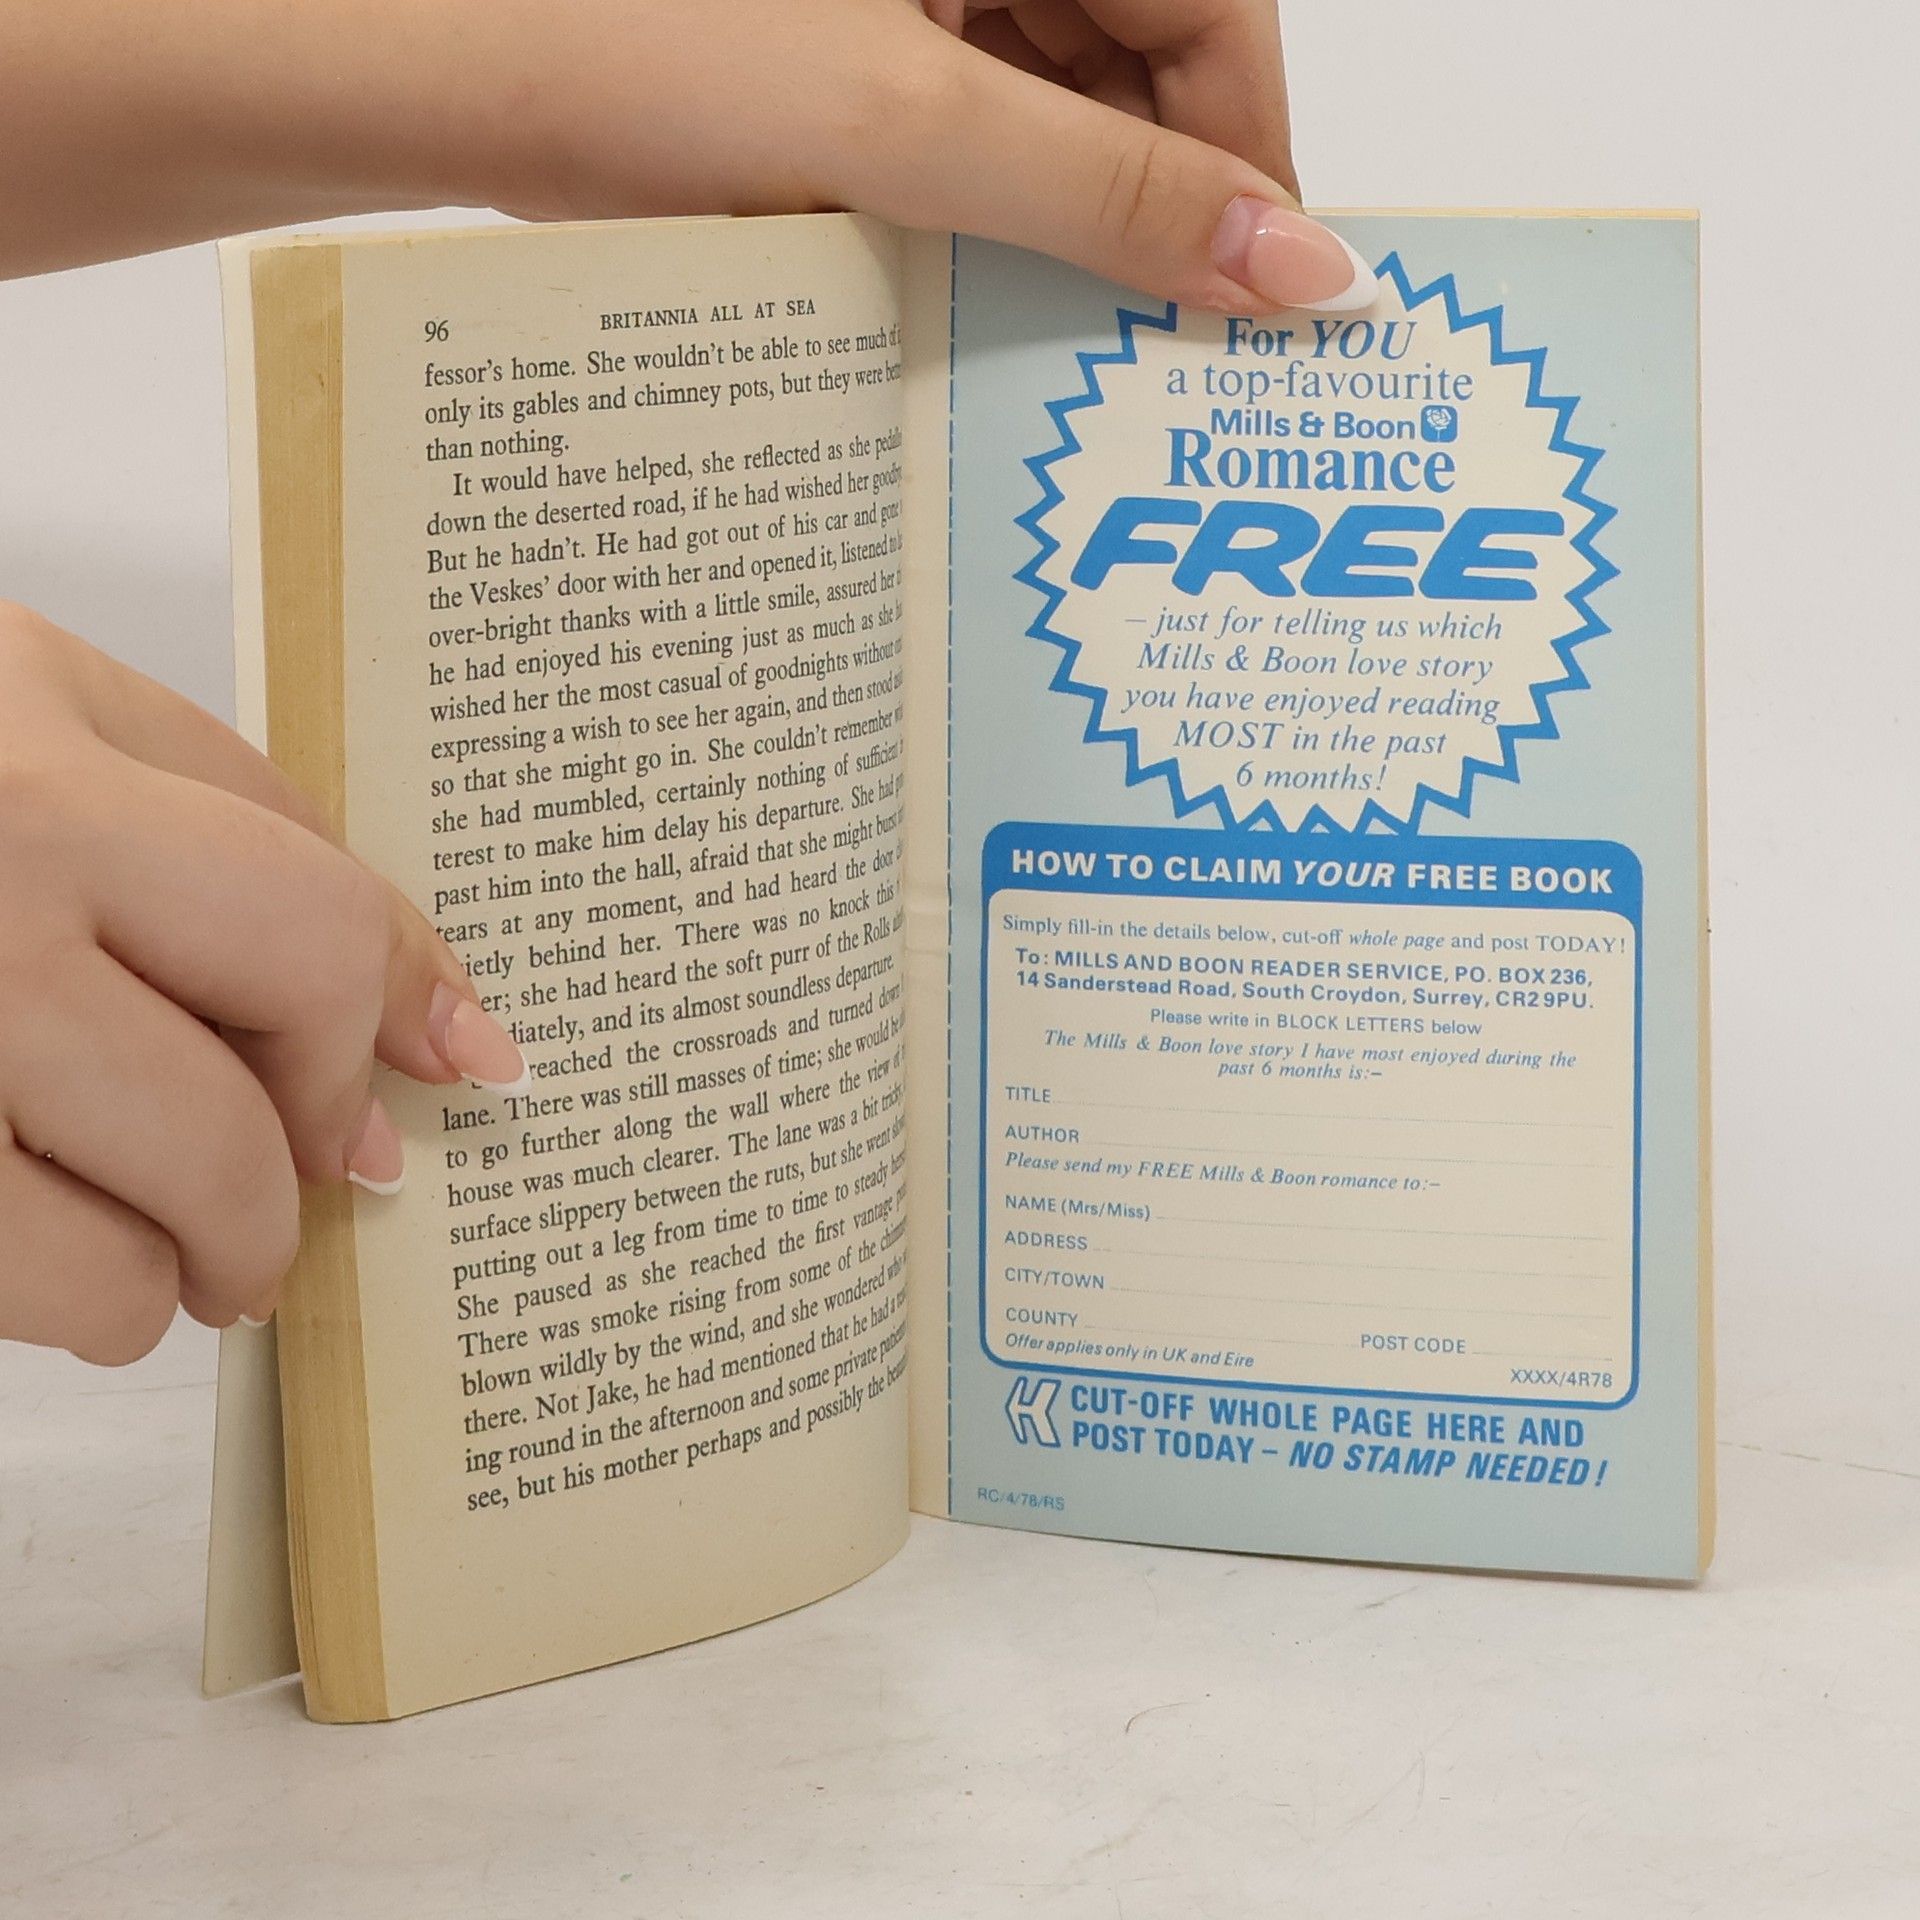 96
BRITANNIA ALL AT SEA
fessor's home. She wouldn't be able to see much
only its gables and chimney pots, but they were
than nothing.
It would have helped, she reflected as she
down the deserted road, if he had wished her
But he hadn't. He had got out of his car and
the Veskes' door with her and opened it, listened
over-bright thanks with a little smile, assured her
he had enjoyed his evening just as much as she
wished her the most casual of goodnights without
expressing a wish to see her again, and then stood
so that she might go in. She couldn't remember
she had mumbled, certainly nothing of sufficient
terest to make him delay his departure. She had
past him into the hall, afraid that she might burst
tears at any moment, and had heard the door
behind her. There was no knock this
she had heard the soft purr of the Rolls
and its almost soundless departure.
reached the crossroads and turned down
lane. There was still masses of time; she would be
to go further along the wall where the view of
house was much clearer. The lane was a bit tricky,
surface slippery between the ruts, but she went
putting out a leg from time to time to steady
She paused as she reached the first vantage
There was smoke rising from some of the
blown wildly by the wind, and she wondered
there. Not Jake, he had mentioned that he had a
ing round in the afternoon and some private
see, but his mother perhaps and possibly the
For YOU
a top-favourite
Mills & Boon
Romance
FREE
– just for telling us which
Mills & Boon love story
you have enjoyed reading
MOST in the past
6 months!
HOW TO CLAIM YOUR FREE BOOK
Simply fill-in the details below, cut-off whole page and post TODAY!
To: MILLS AND BOON READER SERVICE, PO. BOX 236,
14 Sanderstead Road, South Croydon, Surrey, CR2 9PU.
Please write in BLOCK LETTERS below
The Mills & Boon love story I have most enjoyed during the
past 6 months is:–
TITLE
AUTHOR
Please send my FREE Mills & Boon romance to:–
NAME (Mrs/Miss)
ADDRESS
CITY/TOWN
COUNTY
POST CODE
Offer applies only in UK and Eire
XXXX/4R78
CUT-OFF WHOLE PAGE HERE AND
POST TODAY – NO STAMP NEEDED!
RC/4/78/RS